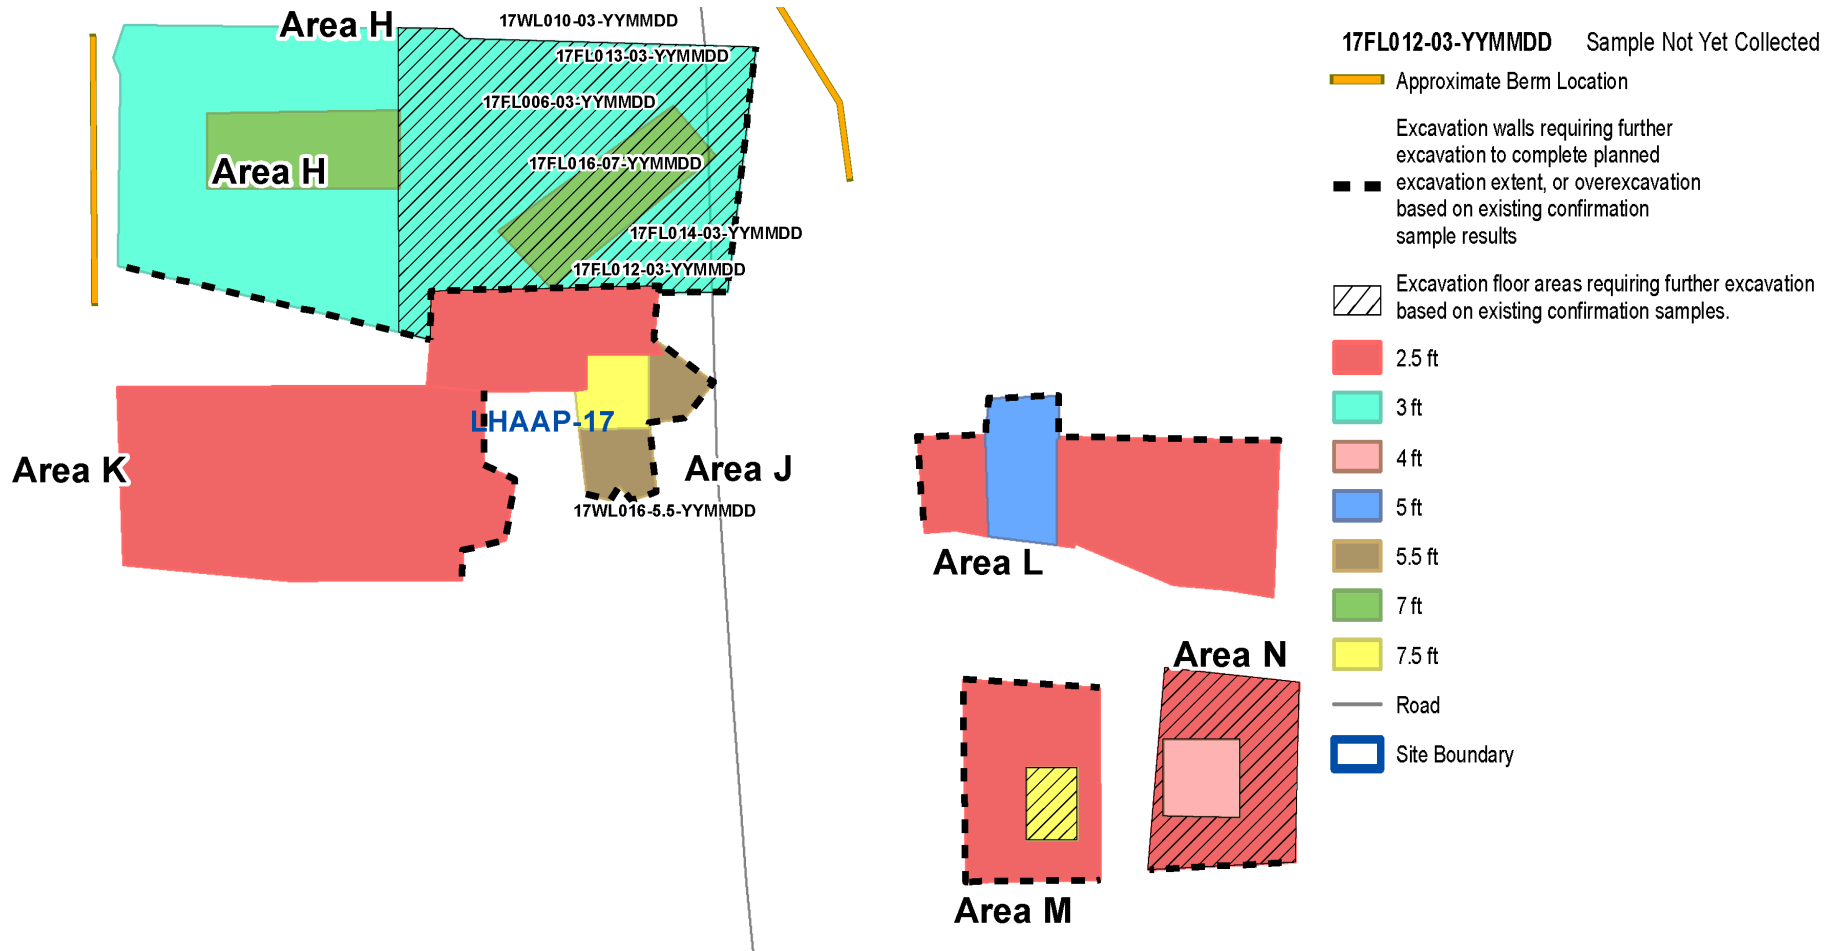 Area H
17WL010-03-YYMMDD
17FL013-03-YYMMDD
17FL006-03-YYMMDD
Area H
17FL016-07-YYMMDD
17FL014-03-YYMMDD
17FL012-03-YYMMDD
LHAAP-17
Area K
Area J
17WL016-5.5-YYMMDD
Area L
Area N
Area M
17FL012-03-YYMMDD Sample Not Yet Collected
Approximate Berm Location
Excavation walls requiring further
excavation to complete planned
excavation extent, or overexcavation
based on existing confirmation
sample results
Excavation floor areas requiring further excavation
based on existing confirmation samples.
2.5 ft
3 ft
4 ft
5 ft
5.5 ft
7 ft
7.5 ft
Road
Site Boundary